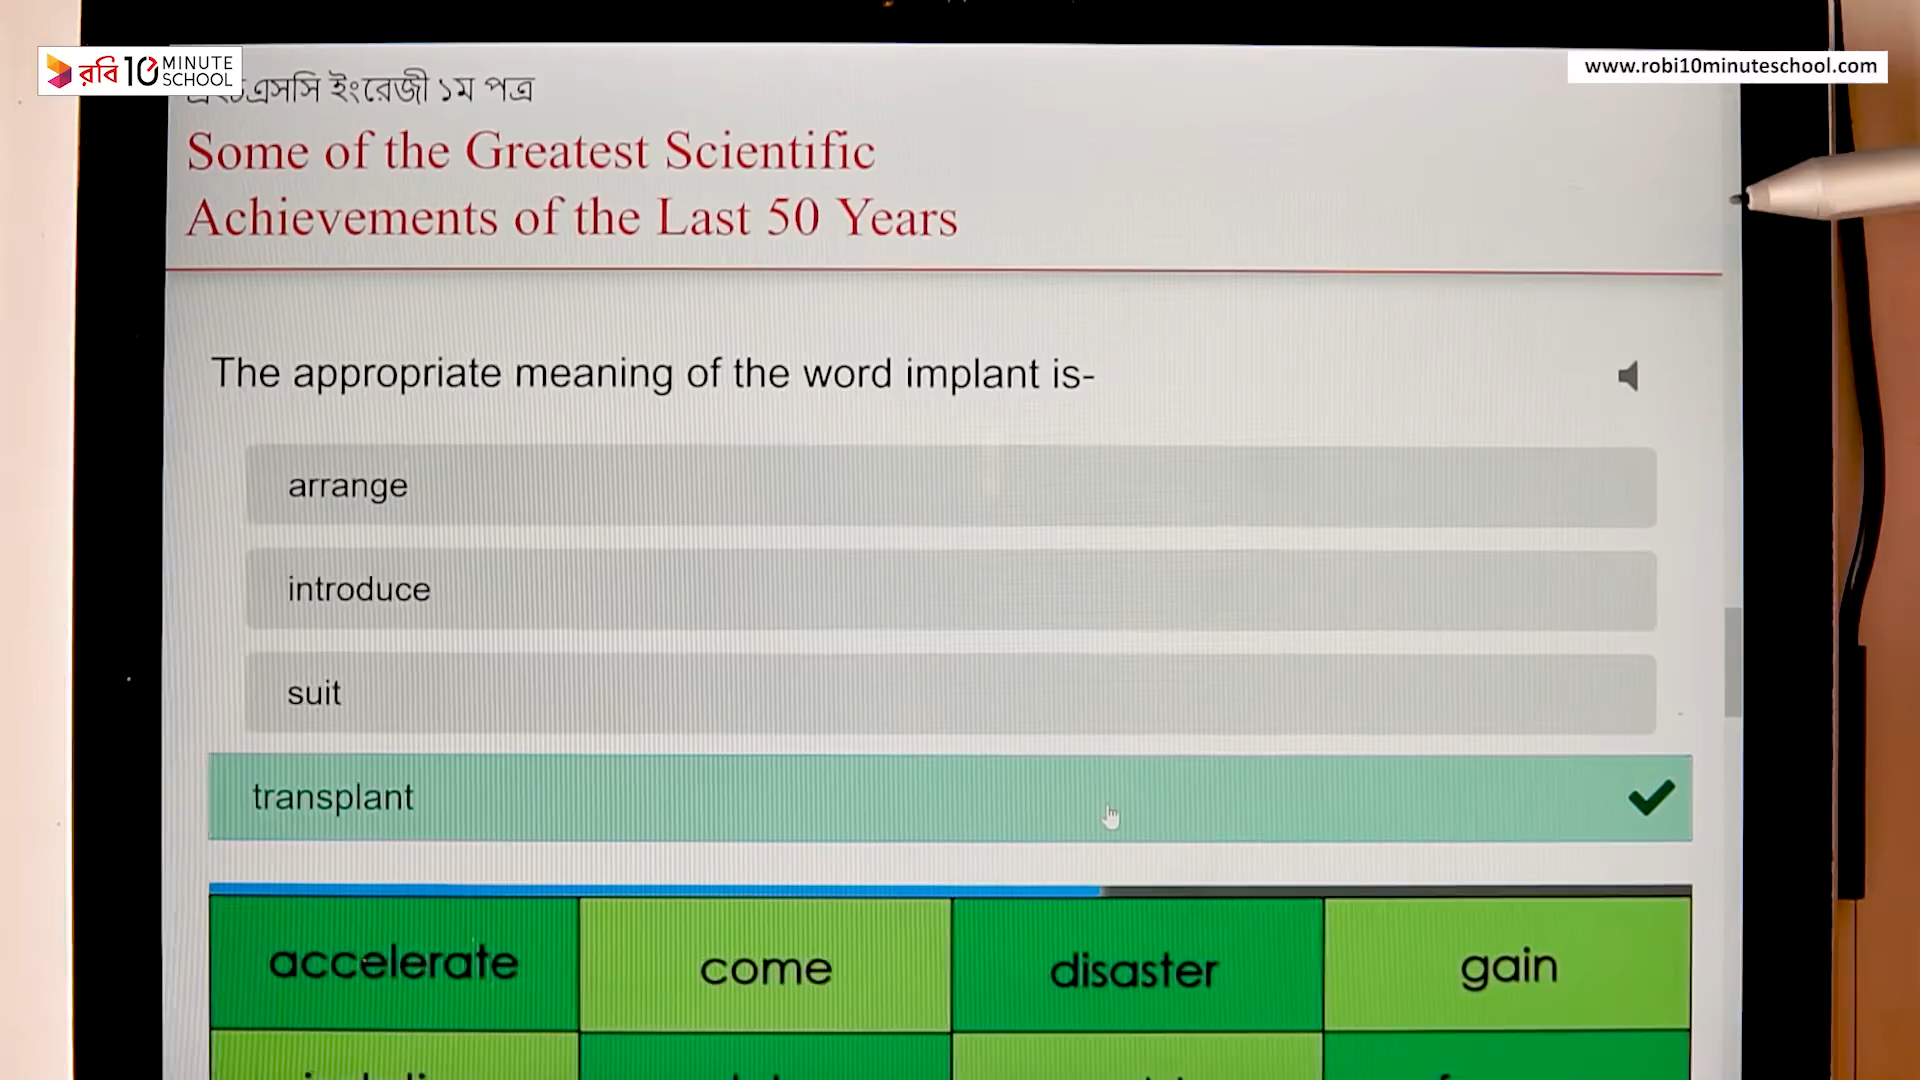 রবি 10 MINUTE SCHOOL
www.robi10minuteschool.com
ইংরেজী ১ম পত্র
Some of the Greatest Scientific
Achievements of the Last 50 Years
The appropriate meaning of the word implant is-
arrange
introduce
suit
transplant
accelerate come disaster gain